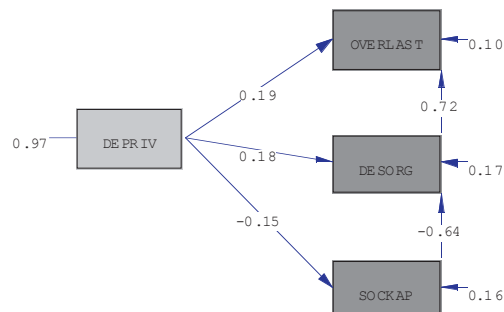 OVERLAST
0.10
0.19
0.72
0.97
DEPRIV
0.18
DESORG
0.17
-0.15
-0.64
SOCKAP
0.16